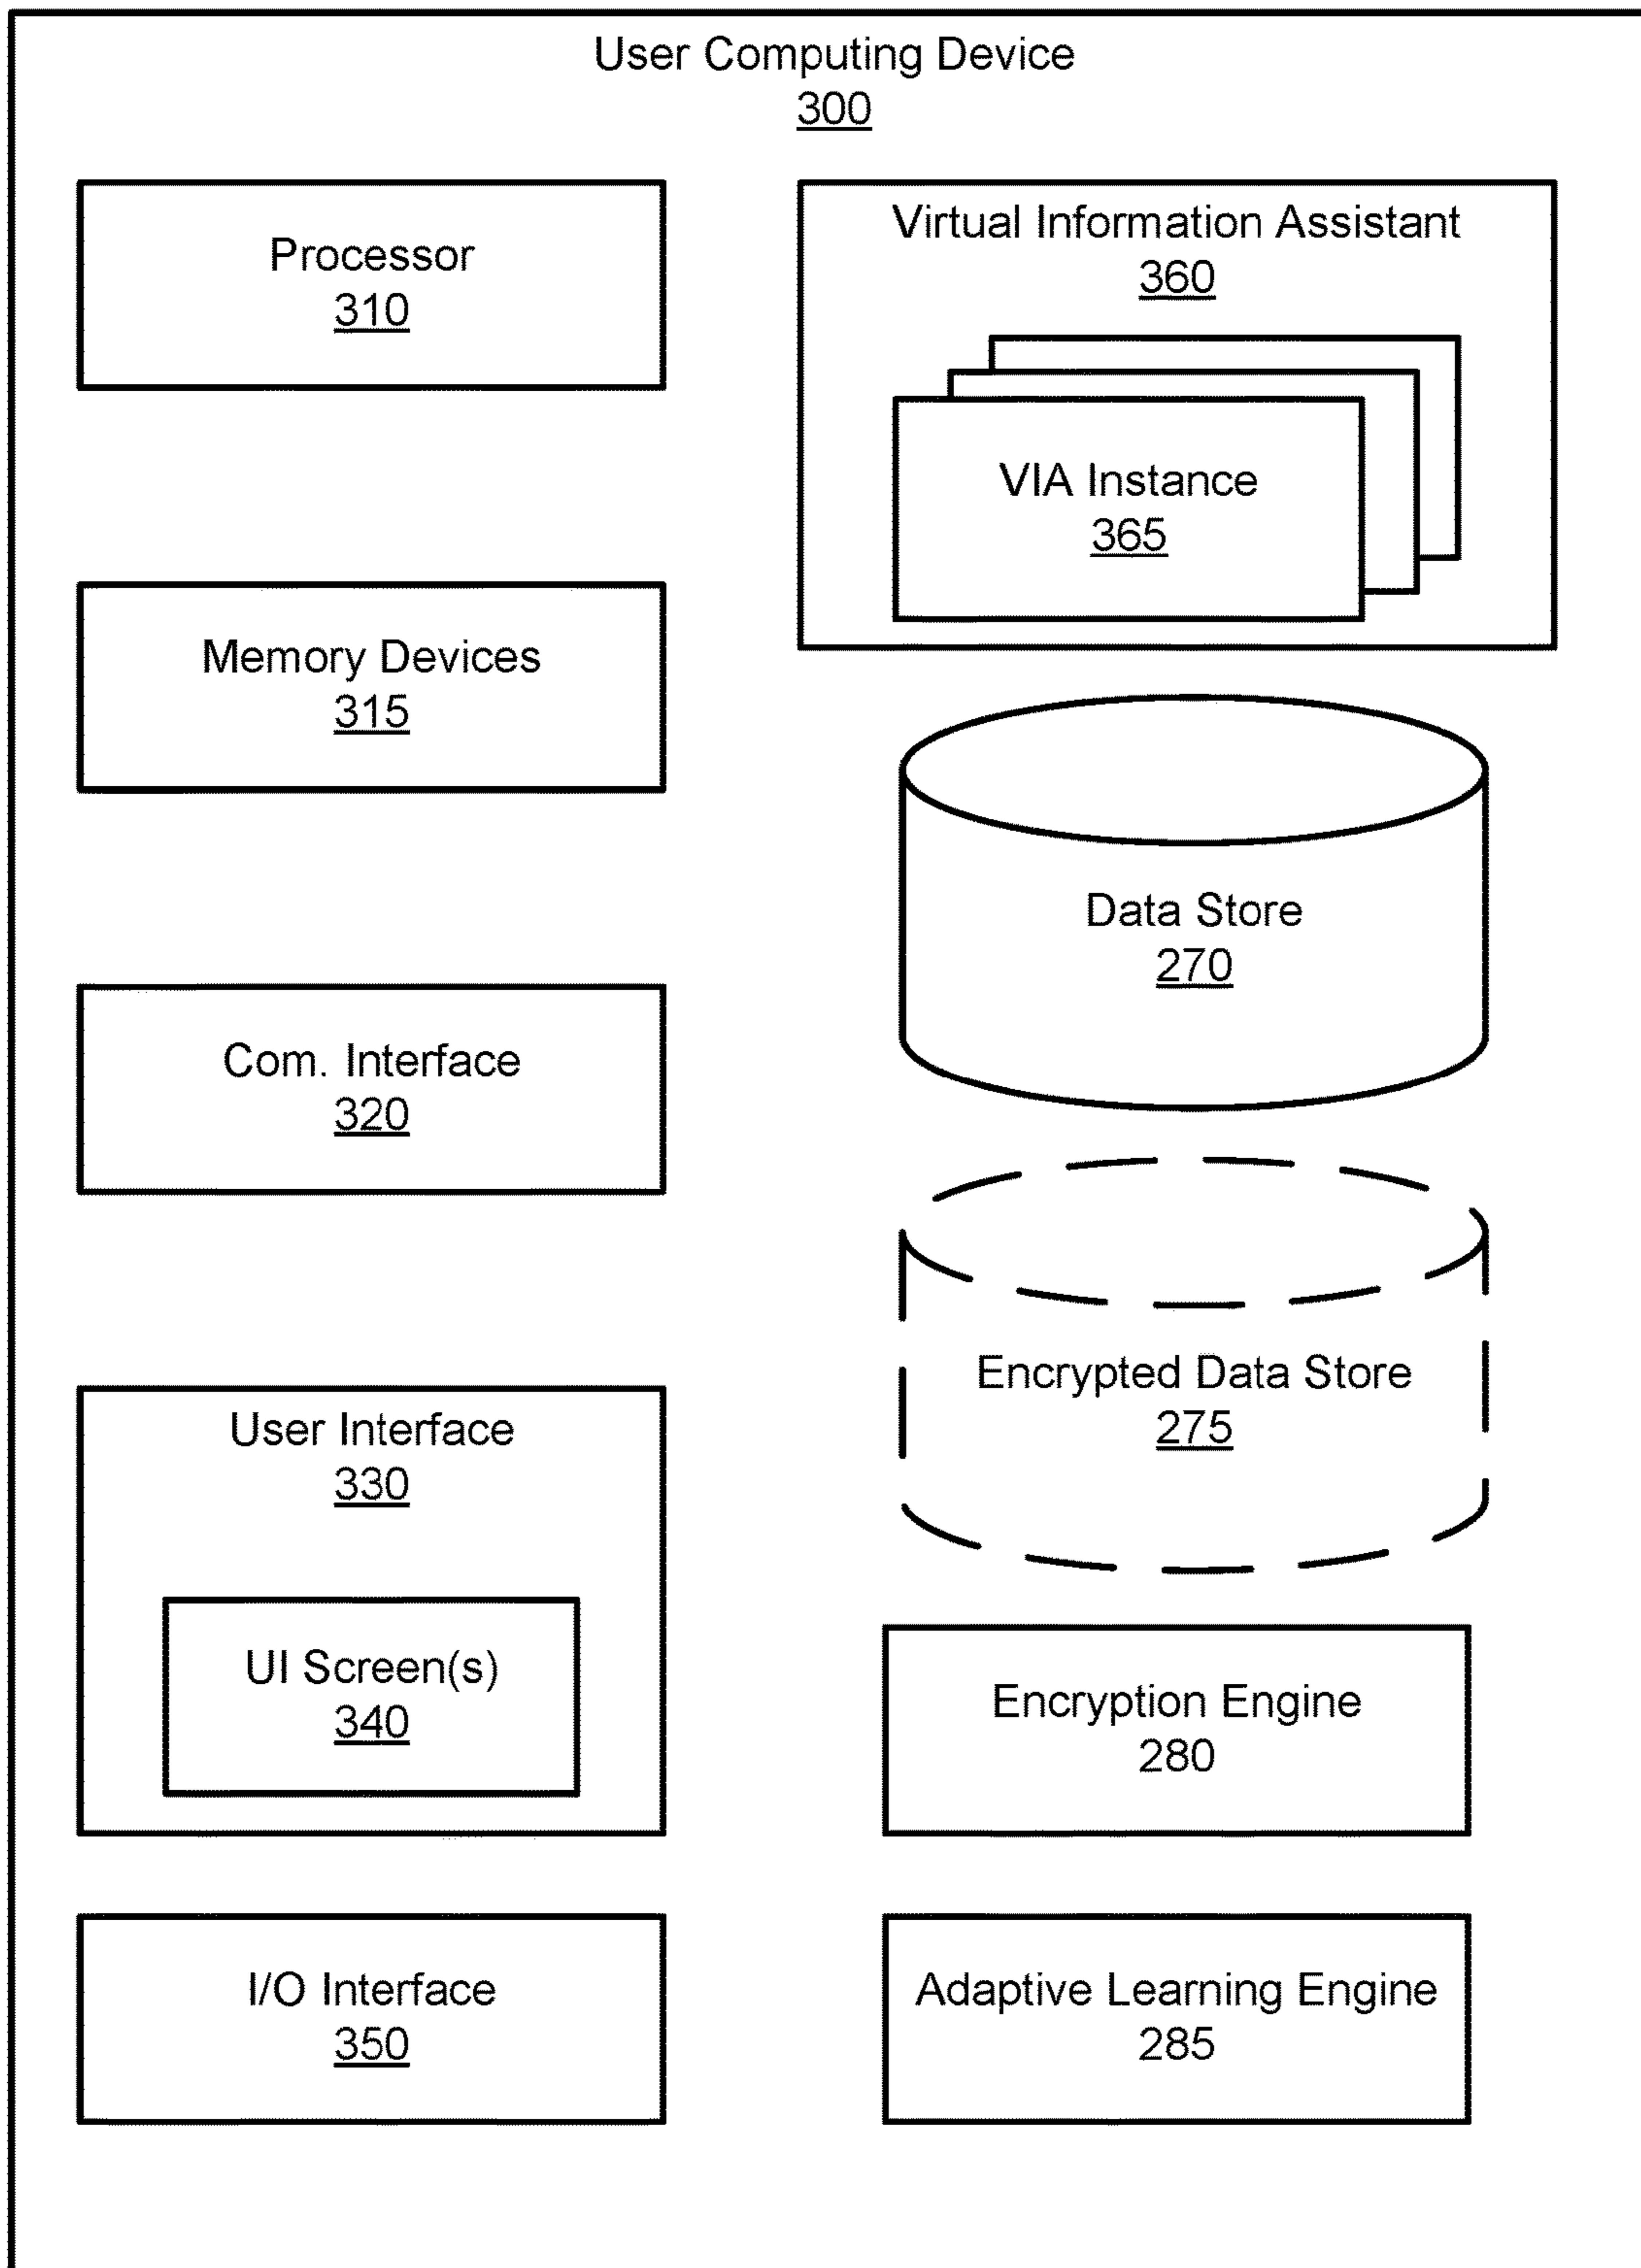 User Computing Device
300
Processor
310
Memory Devices
315
Com. Interface
320
User Interface
330
UI Screen(s)
340
I/O Interface
350
Virtual Information Assistant
360
VIA Instance
365
Data Store
270
Encrypted Data Store
275
Encryption Engine
280
Adaptive Learning Engine
285